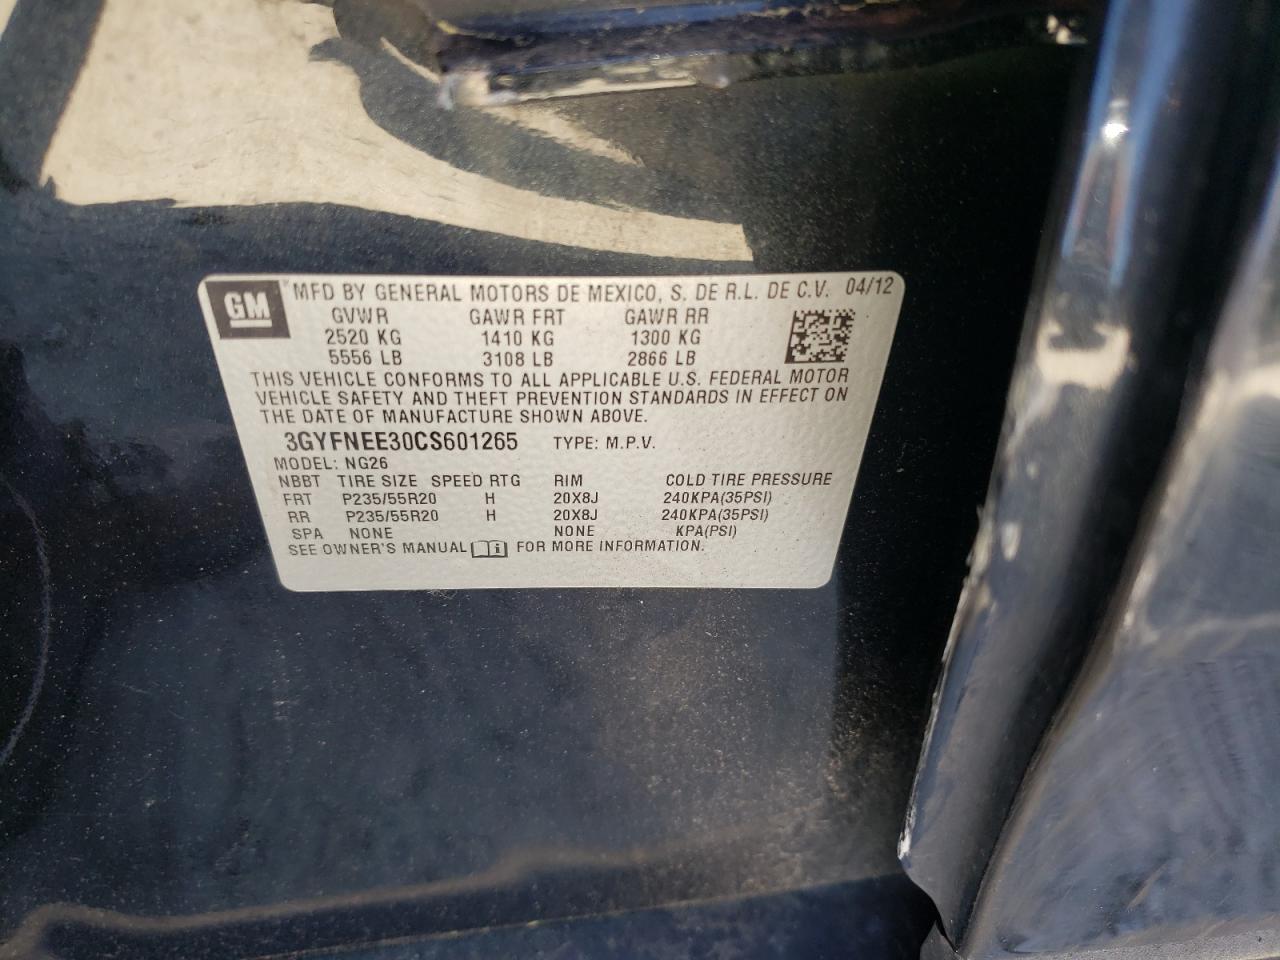 GM ® MFD BY GENERAL MOTORS DE MEXICO, S. DE R.L. DE C.V. 04/12
GVWR GAWR FRT GAWR RR
2520 KG 1410 KG 1300 KG
5556 LB 3108 LB 2866 LB
THIS VEHICLE CONFORMS TO ALL APPLICABLE U.S. FEDERAL MOTOR
VEHICLE SAFETY AND THEFT PREVENTION STANDARDS IN EFFECT ON
THE DATE OF MANUFACTURE SHOWN ABOVE.
3GYFNEE30CS601265 TYPE: M.P.V.
MODEL: NG26
NBBT TIRE SIZE SPEED RTG RIM COLD TIRE PRESSURE
FRT P235/55R20 H 20X8J 240KPA(35PSI)
RR P235/55R20 H 20X8J 240KPA(35PSI)
SPA NONE NONE KPA(PSI)
SEE OWNER'S MANUAL i FOR MORE INFORMATION.